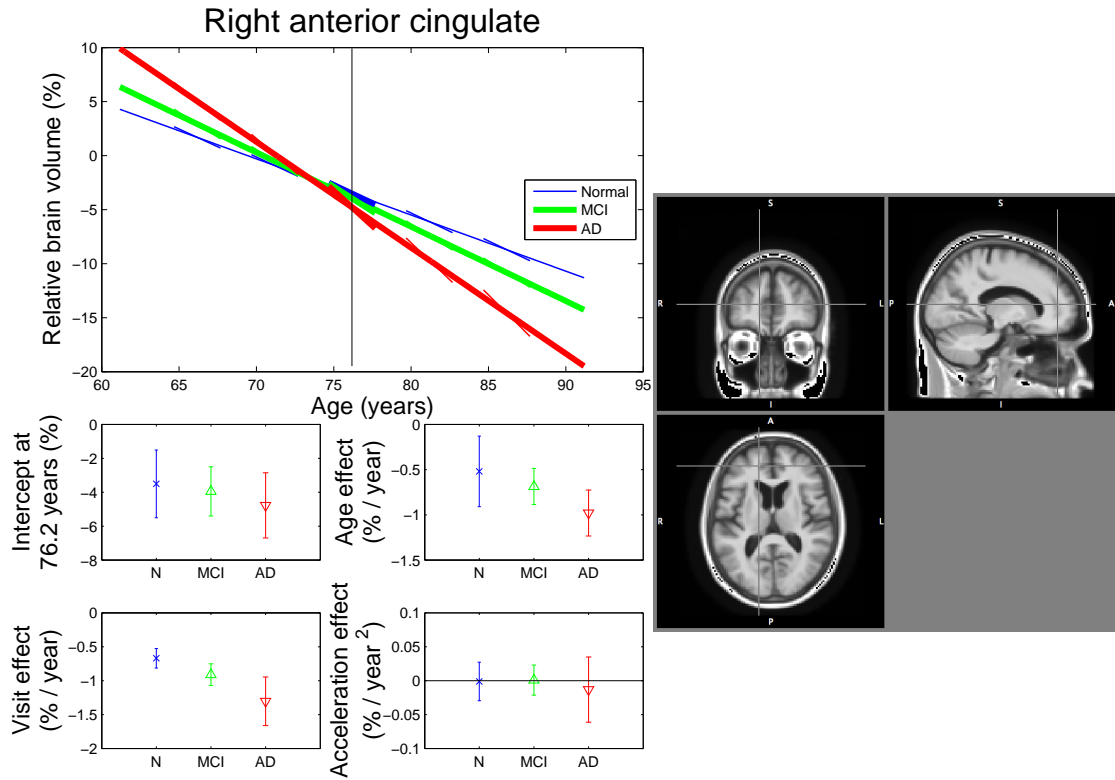 Right anterior cingulate
Relative brain volume (%)
10
5
0
−5
−10
−15
−20
60
65
70
75
80
85
90
95
Age (years)
Normal
MCI
AD
Intercept at
76.2 years (%)
0
−2
−4
−6
−8
N
MCI
AD
Age effect
(% / year)
0
−0.5
−1
−1.5
N
MCI
AD
Visit effect
(% / year)
0
−0.5
−1
−1.5
−2
N
MCI
AD
Acceleration effect
(% / year 2)
0.1
0.05
0
−0.05
−0.1
N
MCI
AD
S
R
L
I
S
P
A
I
A
R
L
P